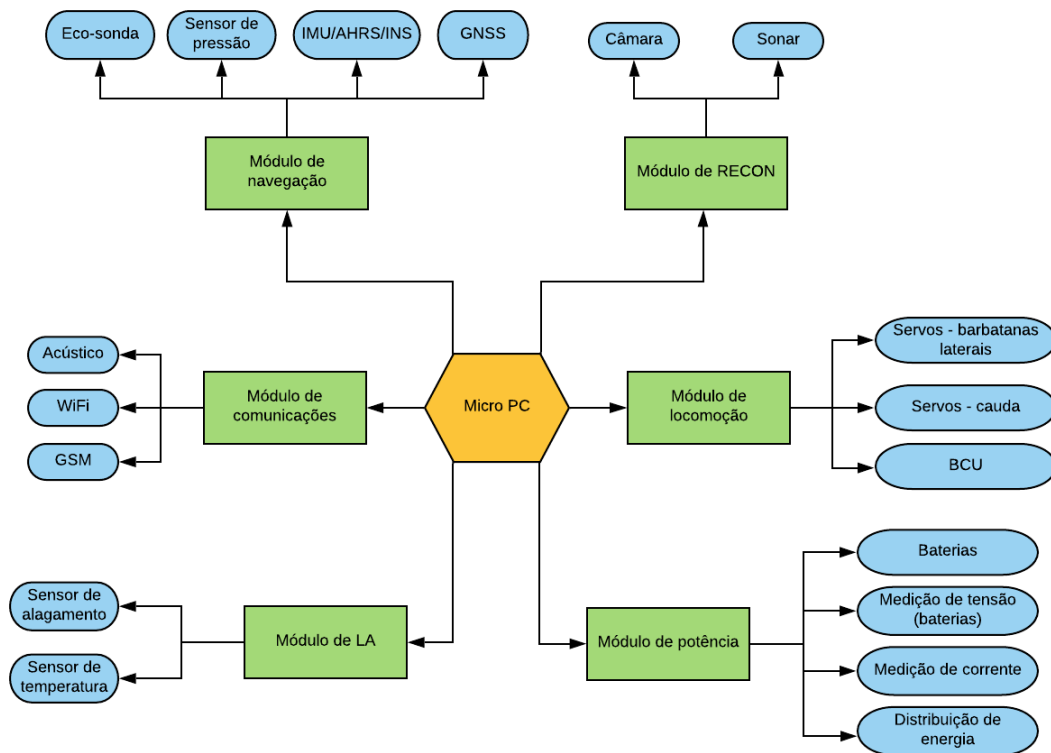 Eco-sonda
Sensor de
pressão
IMU/AHRS/INS
GNSS
Câmara
Sonar
Módulo de
navegação
Módulo de RECON
Acústico
WiFi
GSM
Módulo de
comunicações
Micro PC
Módulo de
locomoção
Servos - barbatanas
laterais
Servos - cauda
BCU
Sensor de
alagamento
Sensor de
temperatura
Módulo de LA
Módulo de potência
Baterias
Medição de tensão
(baterias)
Medição de corrente
Distribuição de
energia